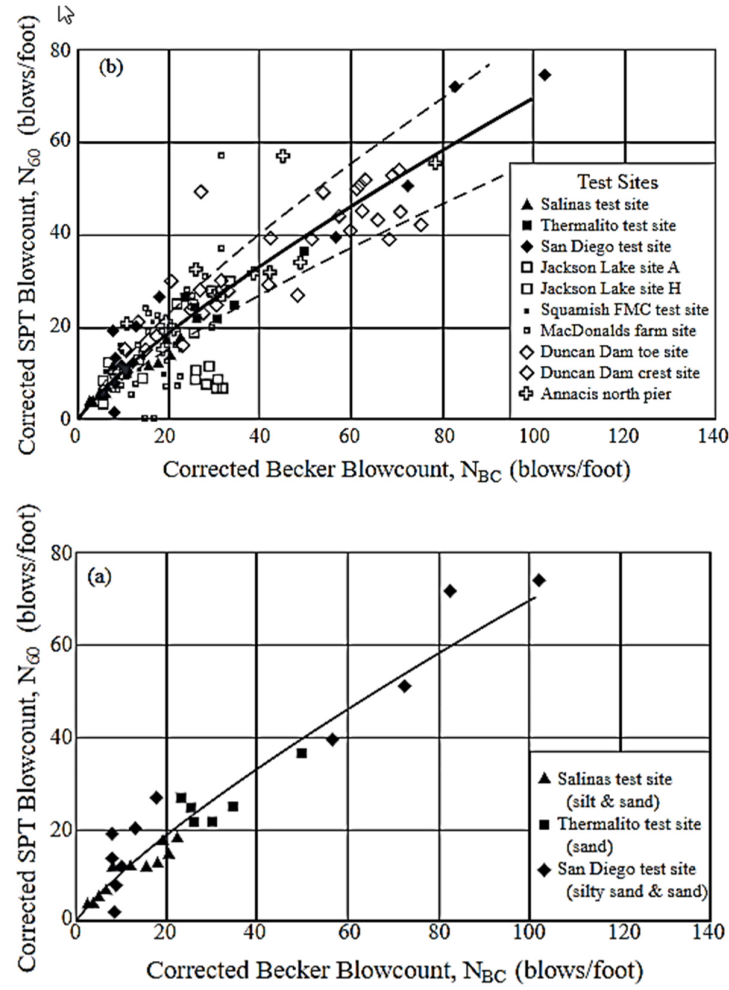 80
60
40
20
0
(b)
Corrected SPT Blowcount, N60 (blows/foot)
Test Sites
Salinas test site
Thermalito test site
San Diego test site
Jackson Lake site A
Jackson Lake site H
Squamish FMC test site
MacDonalds farm site
Duncan Dam toe site
Duncan Dam crest site
Annacis north pier
0 20 40 60 80 100 120 140
Corrected Becker Blowcount, NBC (blows/foot)
80
60
40
20
0
(a)
Corrected SPT Blowcount, N60 (blows/foot)
Salinas test site
(silt & sand)
Thermalito test site
(sand)
San Diego test site
(silty sand & sand)
0 20 40 60 80 100 120 140
Corrected Becker Blowcount, NBC (blows/foot)